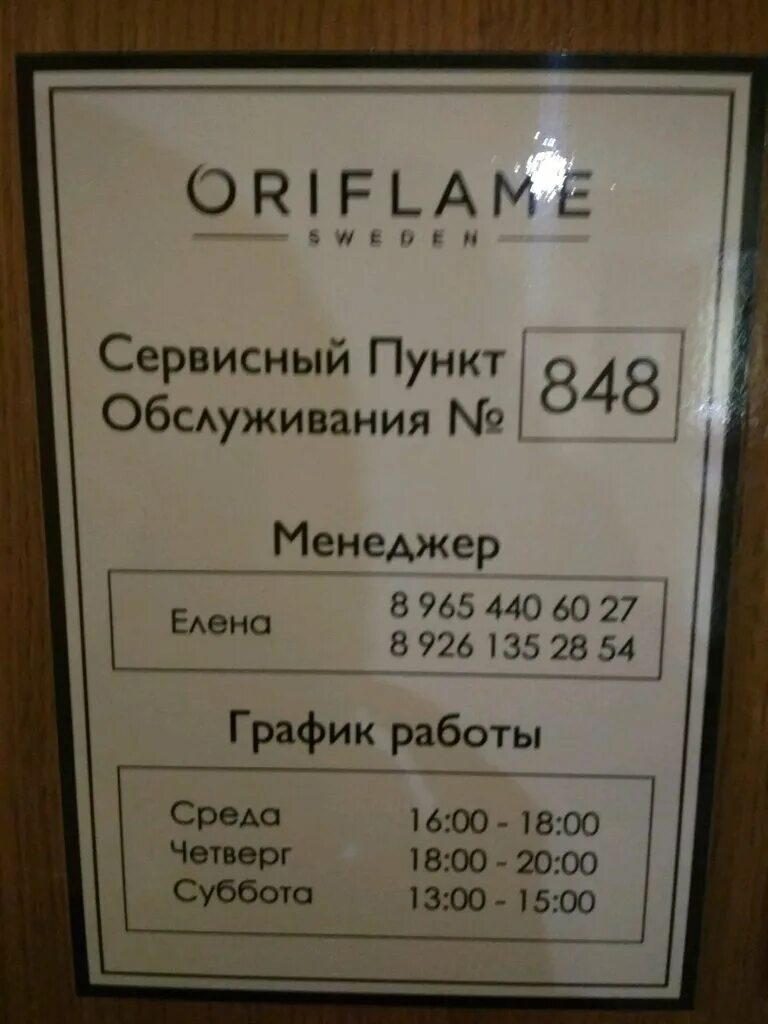 ORIFLAME
SWEDEN
Сервисный Пункт
Обслуживания № 848
Менеджер
Елена
8 965 440 60 27
8 926 135 28 54
График работы
Среда 16:00 - 18:00
Четверг 18:00 - 20:00
Суббота 13:00 - 15:00